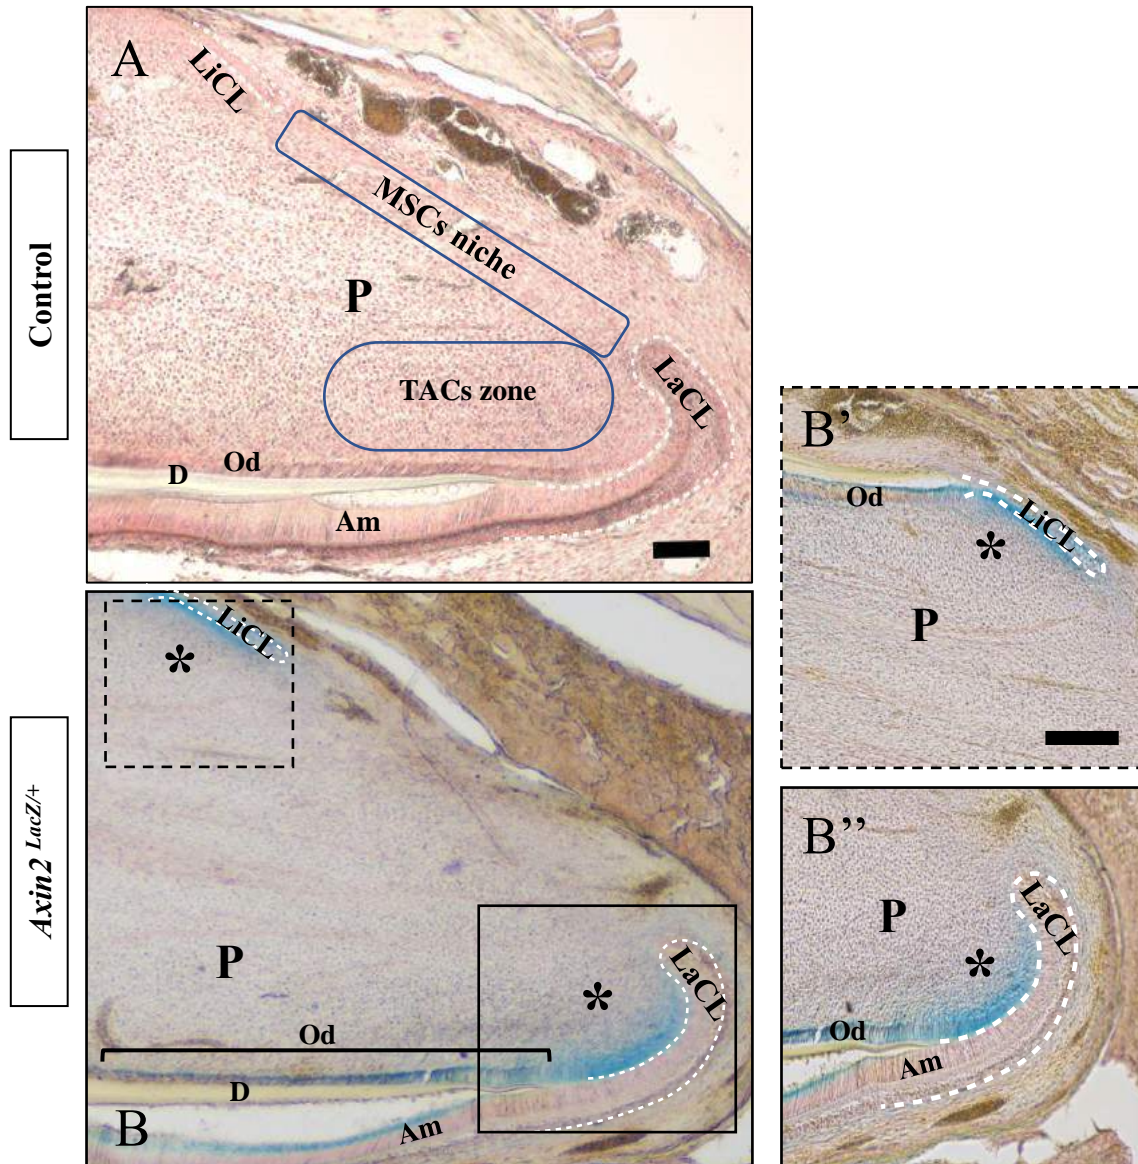 Control
A
LiCL
MSCs niche
P
TACs zone
LaCL
Od
D
Am
Axin2 LacZ/+
B
LiCL
*
P
*
LaCL
Od
D
Am
B’
Od
LiCL
*
P
B’’
P
LaCL
*
Od
Am